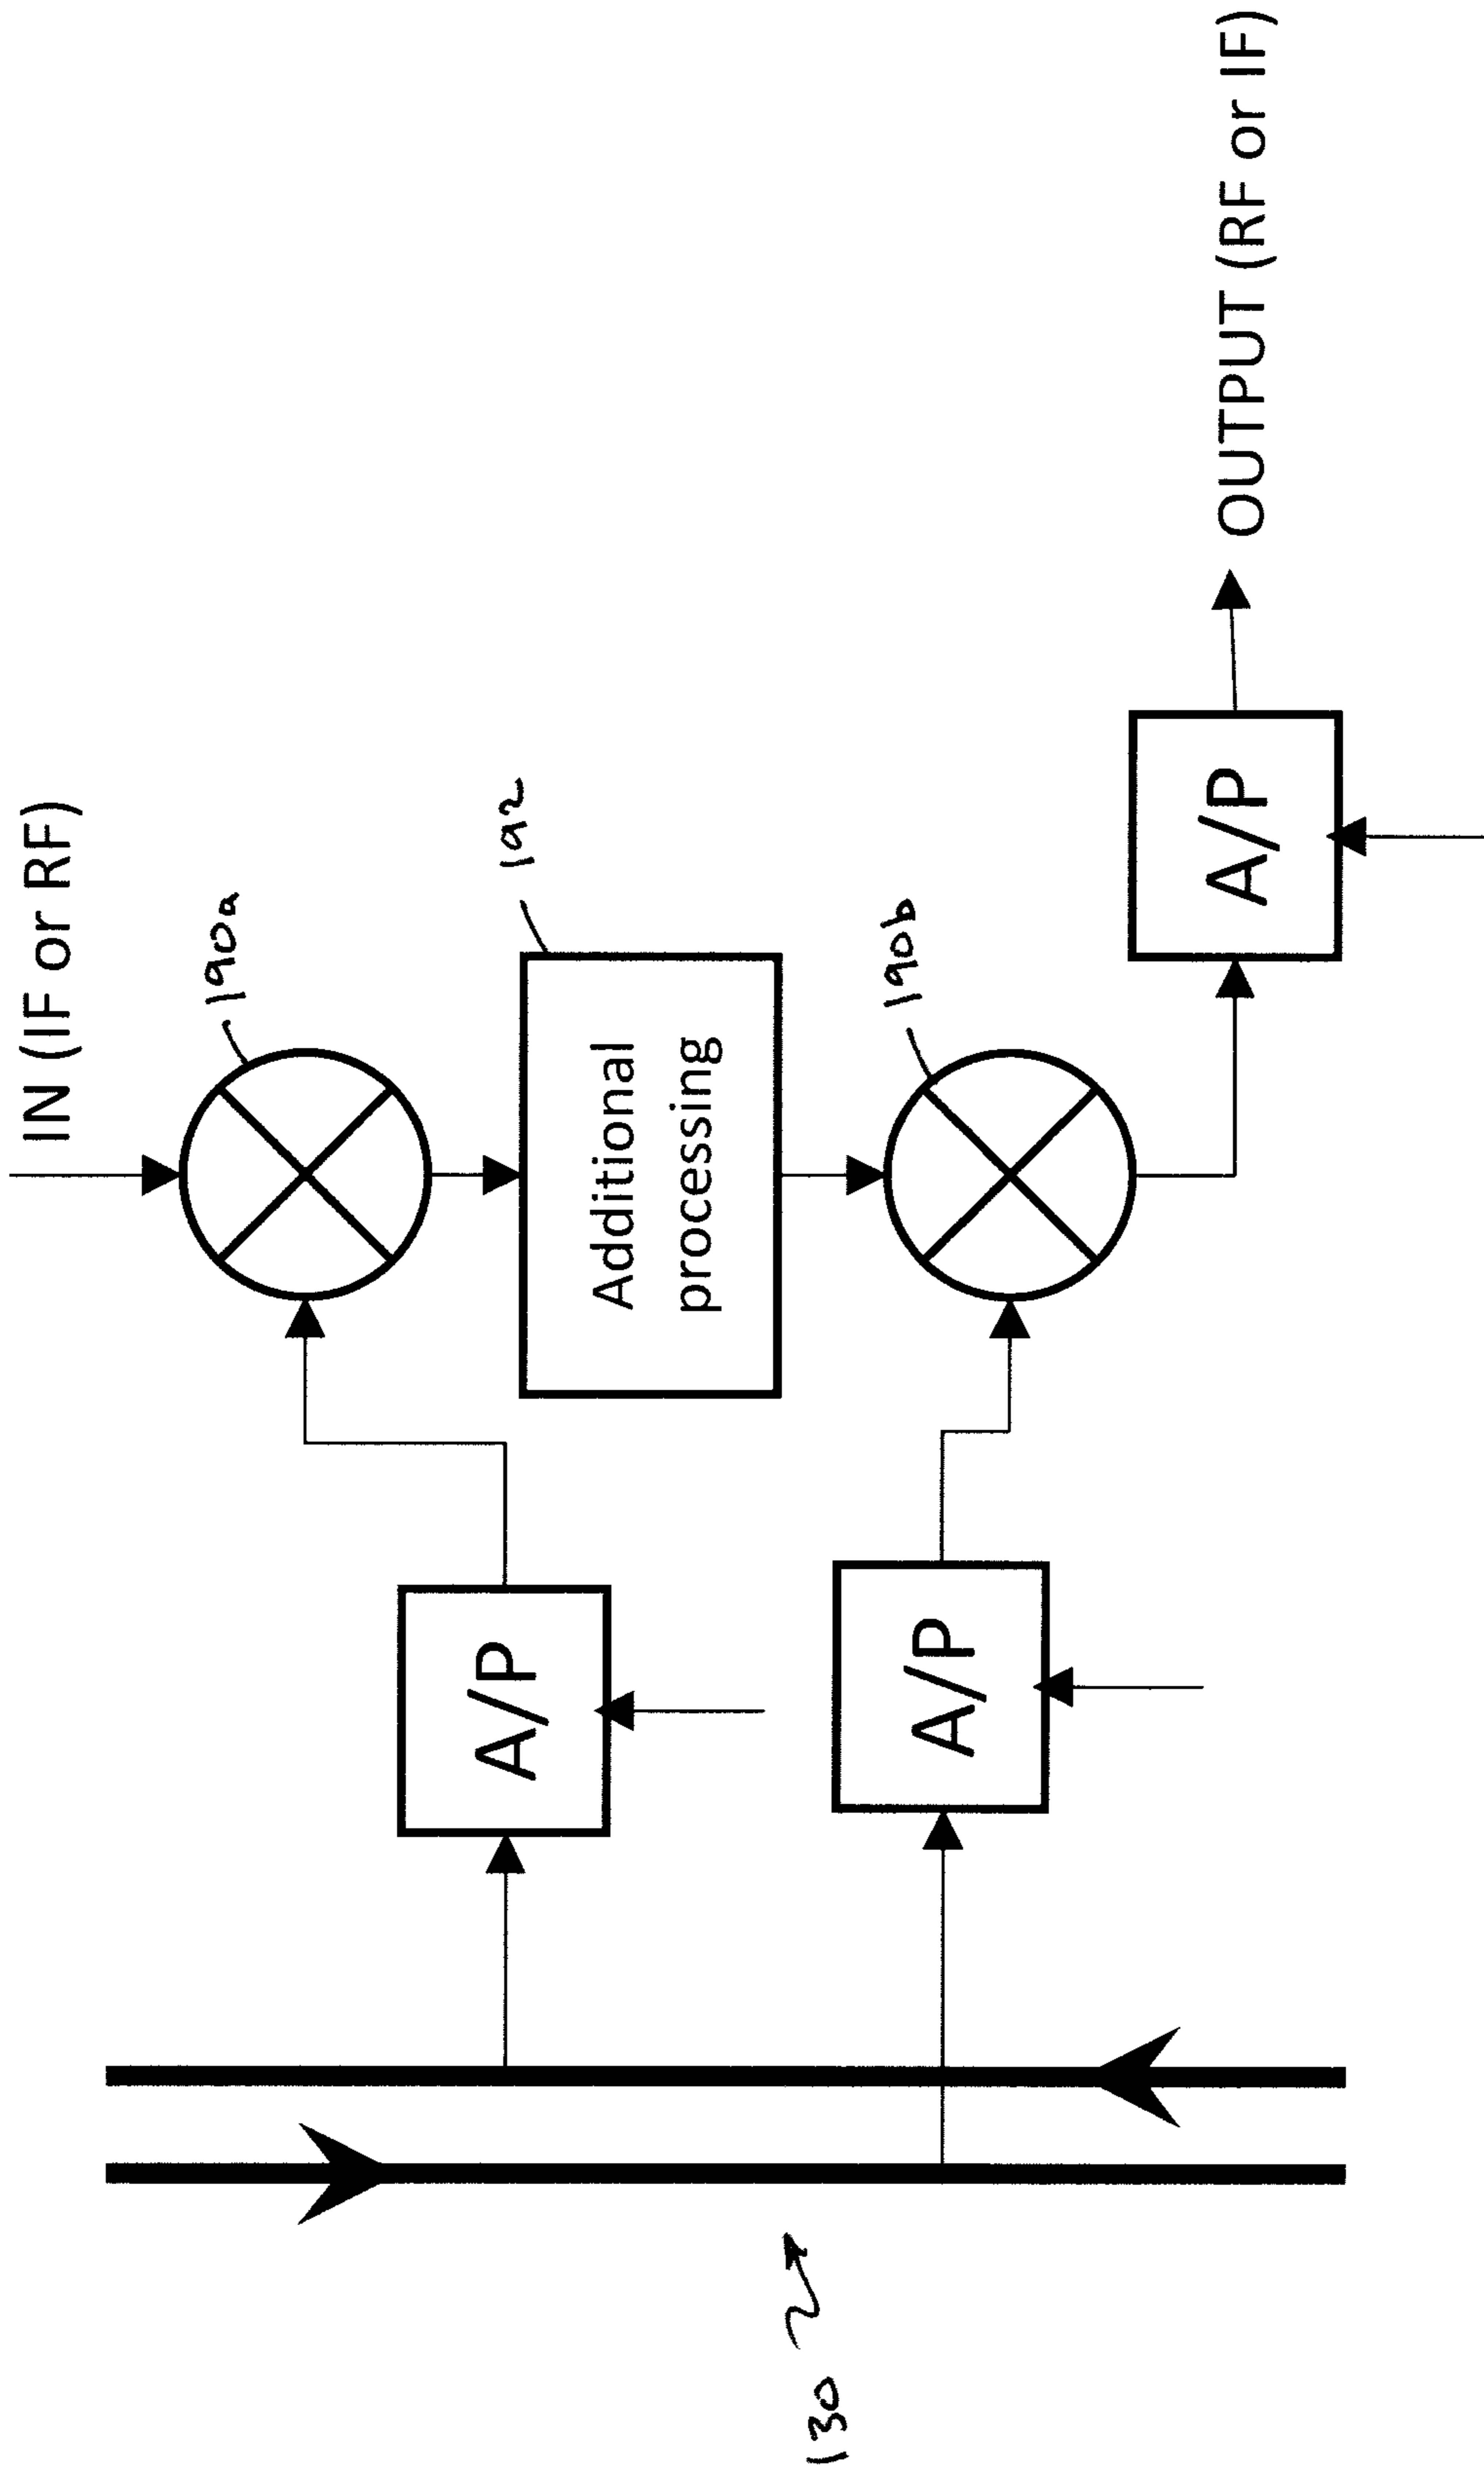 IN (IF or RF)
190a
192
Additional
processing
190b
A/P
A/P
A/P
OUTPUT (RF or IF)
130